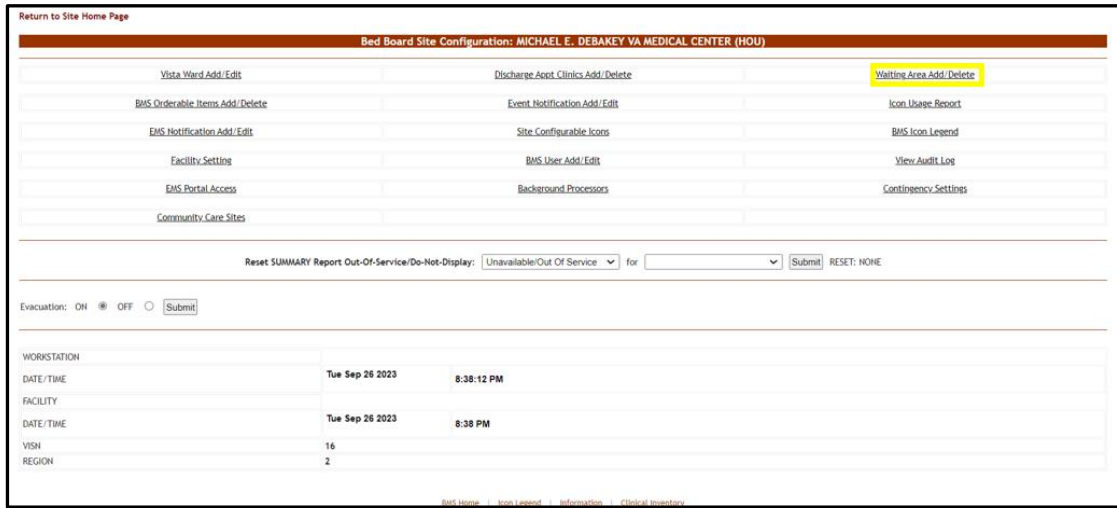 Return to Site Home Page
Bed Board Site Configuration: MICHAEL E. DEBAKEY VA MEDICAL CENTER (HOU)
Vista Ward Add/Edit Discharge Appt Clinics Add/Delete Waiting Area Add/Delete
BMS Orderable Items Add/Delete Event Notification Add/Edit Icon Usage Report
EMS Notification Add/Edit Site Configurable Icons BMS Icon Legend
Facility Setting BMS User Add/Edit View Audit Log
EMS Portal Access Background Processors Contingency Settings
Community Care Sites
Reset SUMMARY Report Out-Of-Service/Do-Not-Display: Unavailable/Out Of Service for Submit RESET: NONE
Evacuation: ON OFF Submit
WORKSTATION
DATE/TIME Tue Sep 26 2023 8:38:12 PM
FACILITY
DATE/TIME Tue Sep 26 2023 8:38 PM
VISN 16
REGION 2
BMS Home | Icon Legend | Information | Clinical Inventory